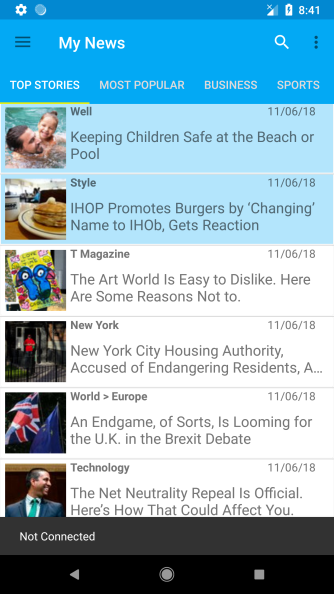 8:41
My News
TOP STORIES MOST POPULAR BUSINESS SPORTS
Well 11/06/18
Keeping Children Safe at the Beach or
Pool
Style 11/06/18
IHOP Promotes Burgers by ‘Changing’
Name to IHOb, Gets Reaction
T Magazine 11/06/18
The Art World Is Easy to Dislike. Here
Are Some Reasons Not to.
New York 11/06/18
New York City Housing Authority,
Accused of Endangering Residents, A...
World > Europe 11/06/18
An Endgame, of Sorts, Is Looming for
the U.K. in the Brexit Debate
Technology 11/06/18
The Net Neutrality Repeal Is Official.
Here’s How That Could Affect You.
Not Connected